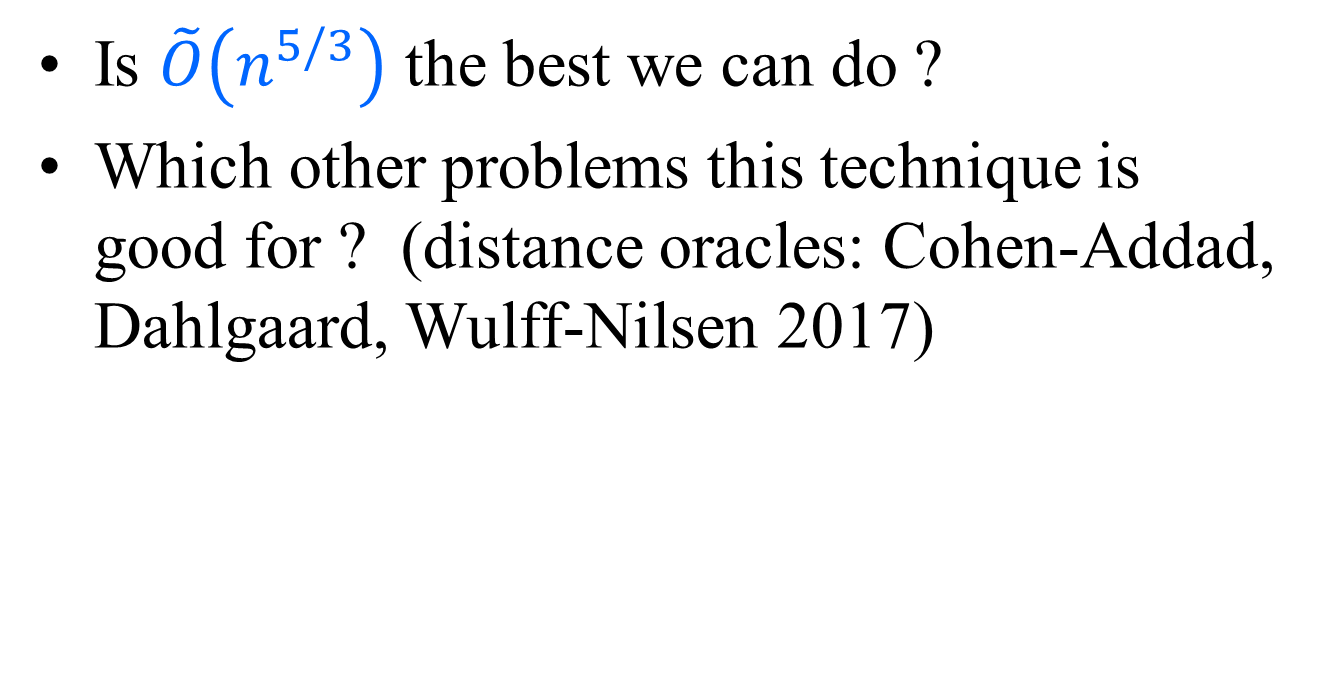 • Is Õ(n^{5/3}) the best we can do ?
• Which other problems this technique is
good for ? (distance oracles: Cohen-Addad,
Dahlgaard, Wulff-Nilsen 2017)